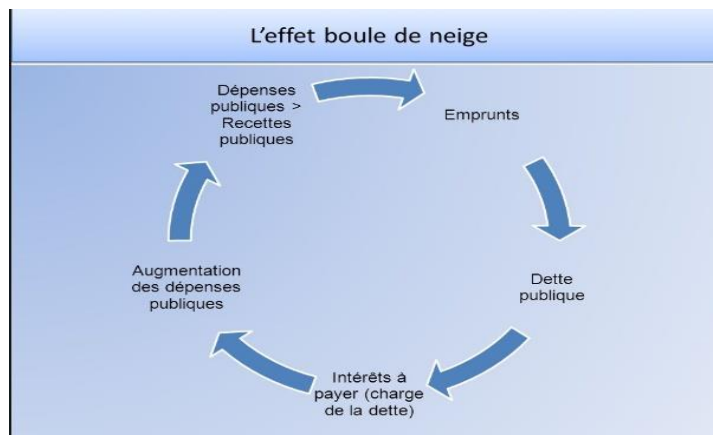 L'effet boule de neige
Dépenses
publiques >
Recettes
publiques
Emprunts
Dette
publique
Intérêts à
payer (charge
de la dette)
Augmentation
des dépenses
publiques